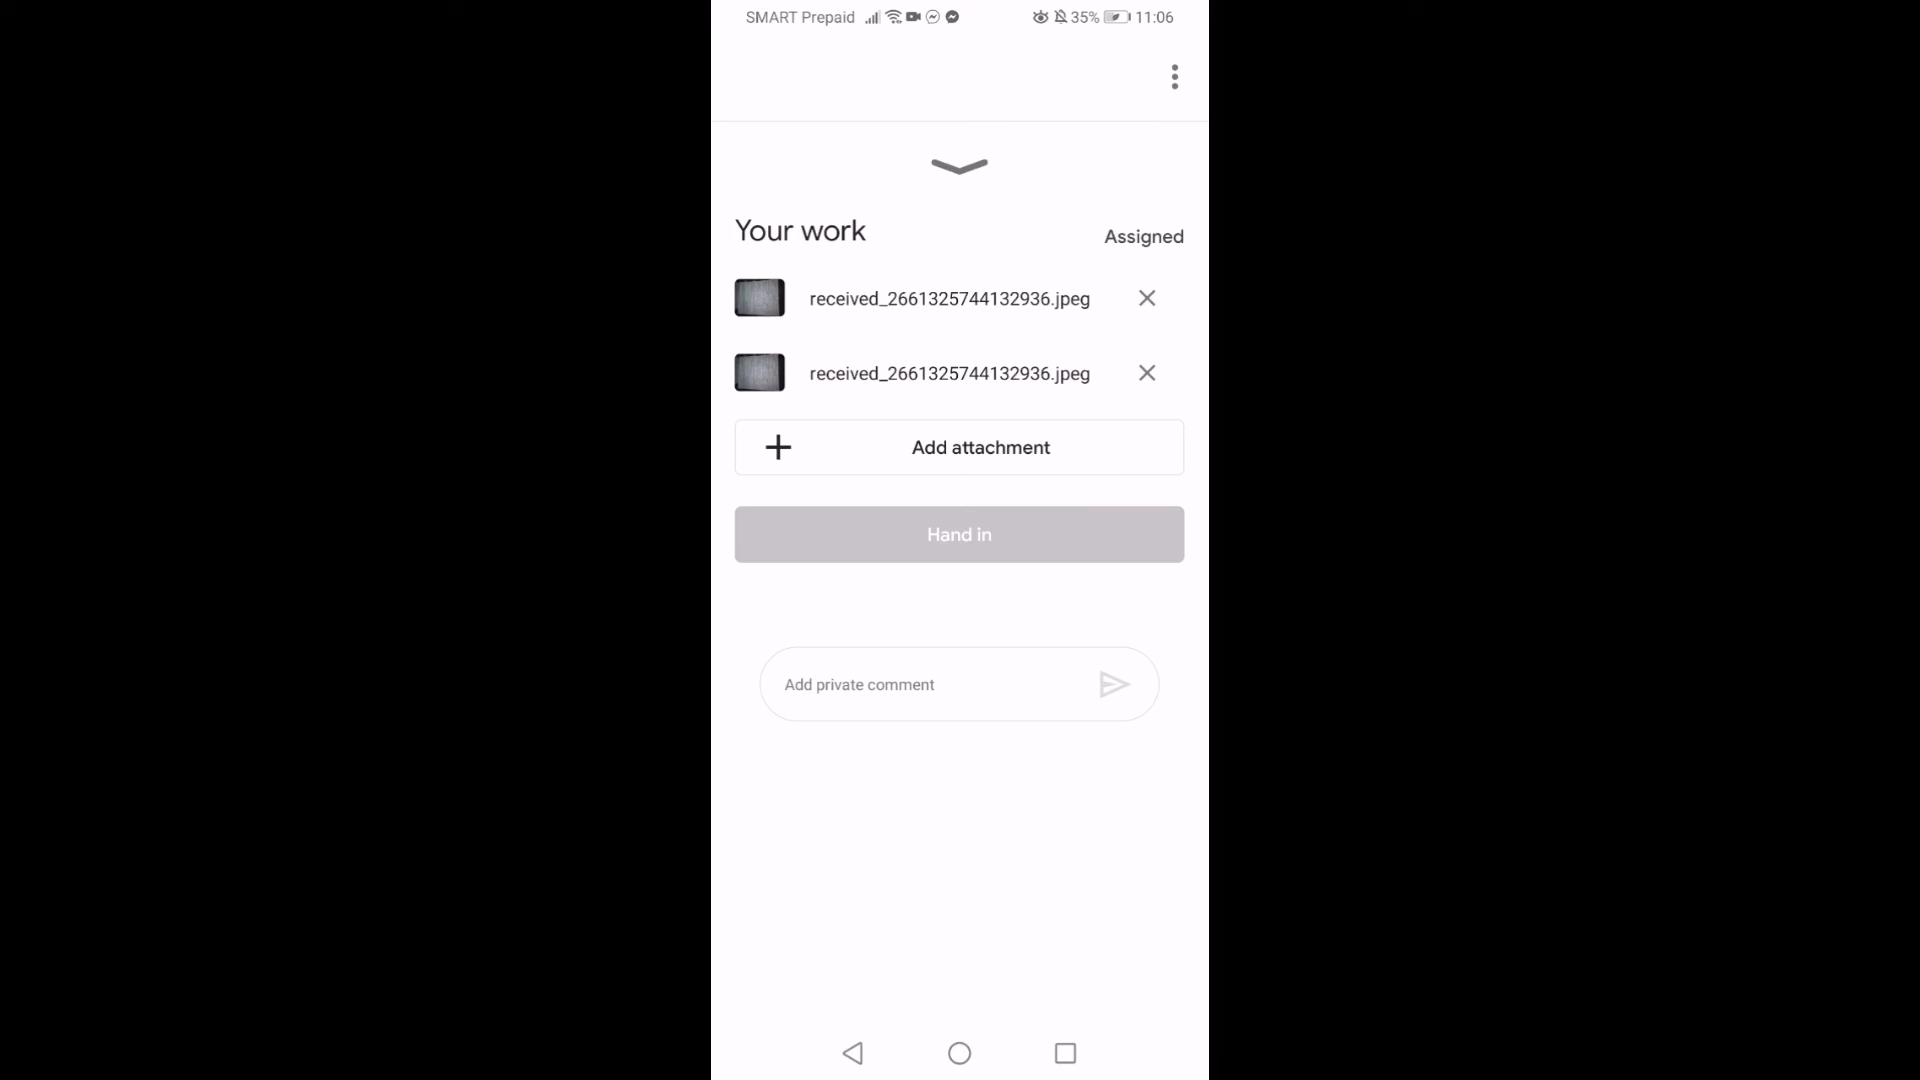 SMART Prepaid 35% 11:06
Your work
Assigned
received_2661325744132936.jpeg
received_2661325744132936.jpeg
Add attachment
Hand in
Add private comment